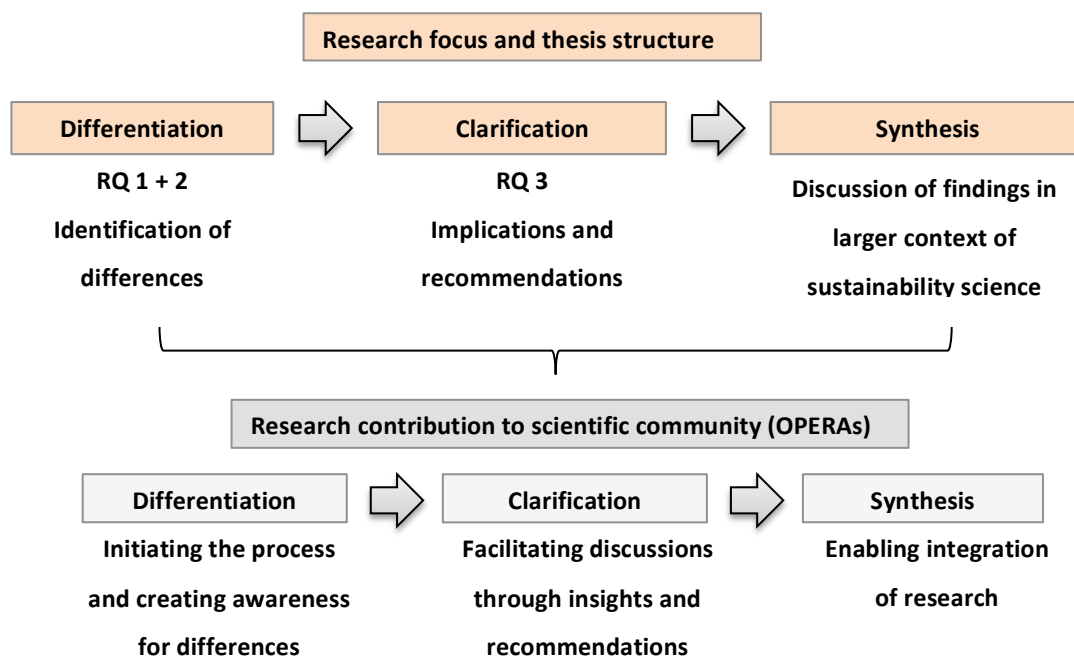 Research focus and thesis structure
Differentiation
RQ 1 + 2
Identification of
differences
Clarification
RQ 3
Implications and
recommendations
Synthesis
Discussion of findings in
larger context of
sustainability science
Research contribution to scientific community (OPERAs)
Differentiation
Initiating the process
and creating awareness
for differences
Clarification
Facilitating discussions
through insights and
recommendations
Synthesis
Enabling integration
of research